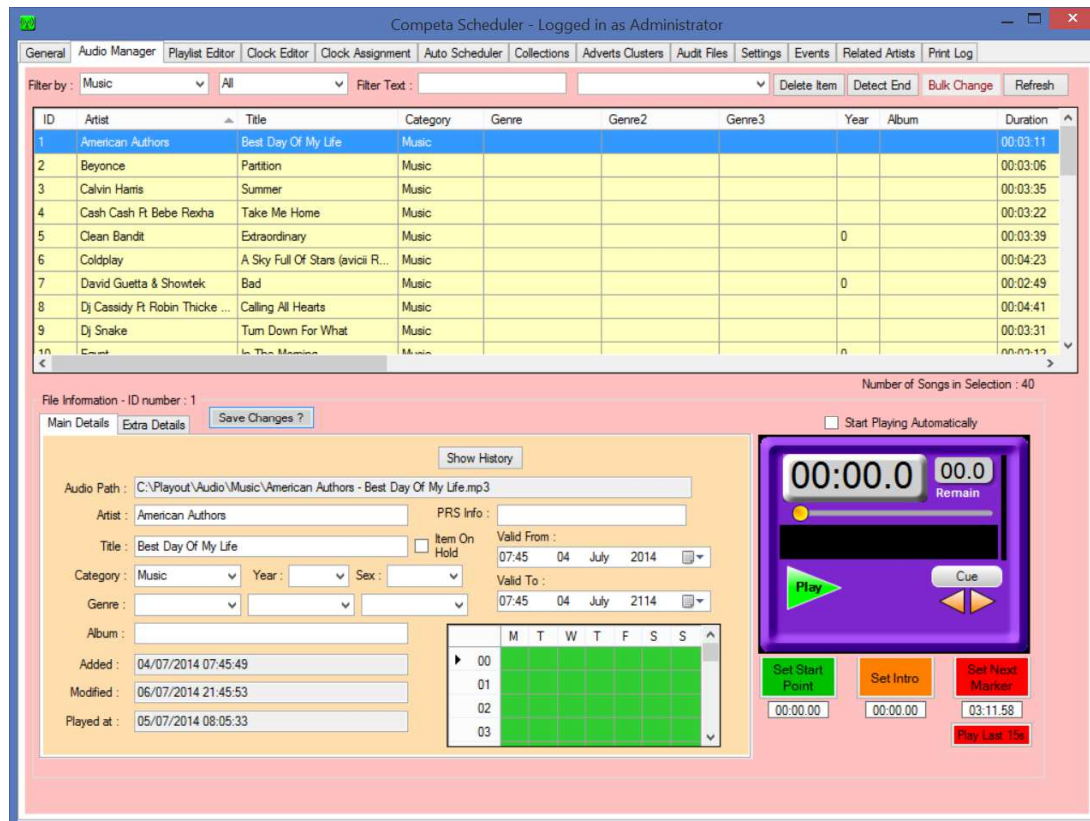 Competa Scheduler - Logged in as Administrator
General Audio Manager Playlist Editor Clock Editor Clock Assignment Auto Scheduler Collections Adverts Clusters Audit Files Settings Events Related Artists Print Log
Filter by : Music All Filter Text : Delete Item Detect End Bulk Change Refresh
ID Artist Title Category Genre Genre2 Genre3 Year Album Duration
1 American Authors Best Day Of My Life Music 00:03:11
2 Beyonce Partition Music 00:03:06
3 Calvin Harris Summer Music 00:03:35
4 Cash Cash Ft Bebe Rexha Take Me Home Music 00:03:22
5 Clean Bandit Extraordinary Music 0 00:03:39
6 Coldplay A Sky Full Of Stars (avicii R... Music 00:04:23
7 David Guetta & Showtek Bad Music 0 00:02:49
8 Dj Cassidy Ft Robin Thicke ... Calling All Hearts Music 00:04:41
9 Dj Snake Turn Down For What Music 00:03:31
10 Egypt In The Morning Music 0 00:03:12
Number of Songs in Selection : 40
File Information - ID number : 1
Main Details Extra Details Save Changes ? Start Playing Automatically
Show History
Audio Path : C:\Playout\Audio\Music\American Authors - Best Day Of My Life.mp3
Artist : American Authors PRS Info :
Title : Best Day Of My Life Item On Hold
Valid From :
07:45 04 July 2014
Category : Music Year : Sex :
Valid To :
07:45 04 July 2114
Genre :
Album :
Added : 04/07/2014 07:45:49
Modified : 06/07/2014 21:45:53
Played at : 05/07/2014 08:05:33
M T W T F S S
00
01
02
03
00:00.0 00.0
Remain
Play Cue
Set Start Point Set Intro Set Next Marker
00:00.00 00:00.00 03:11.58
Play Last 15s